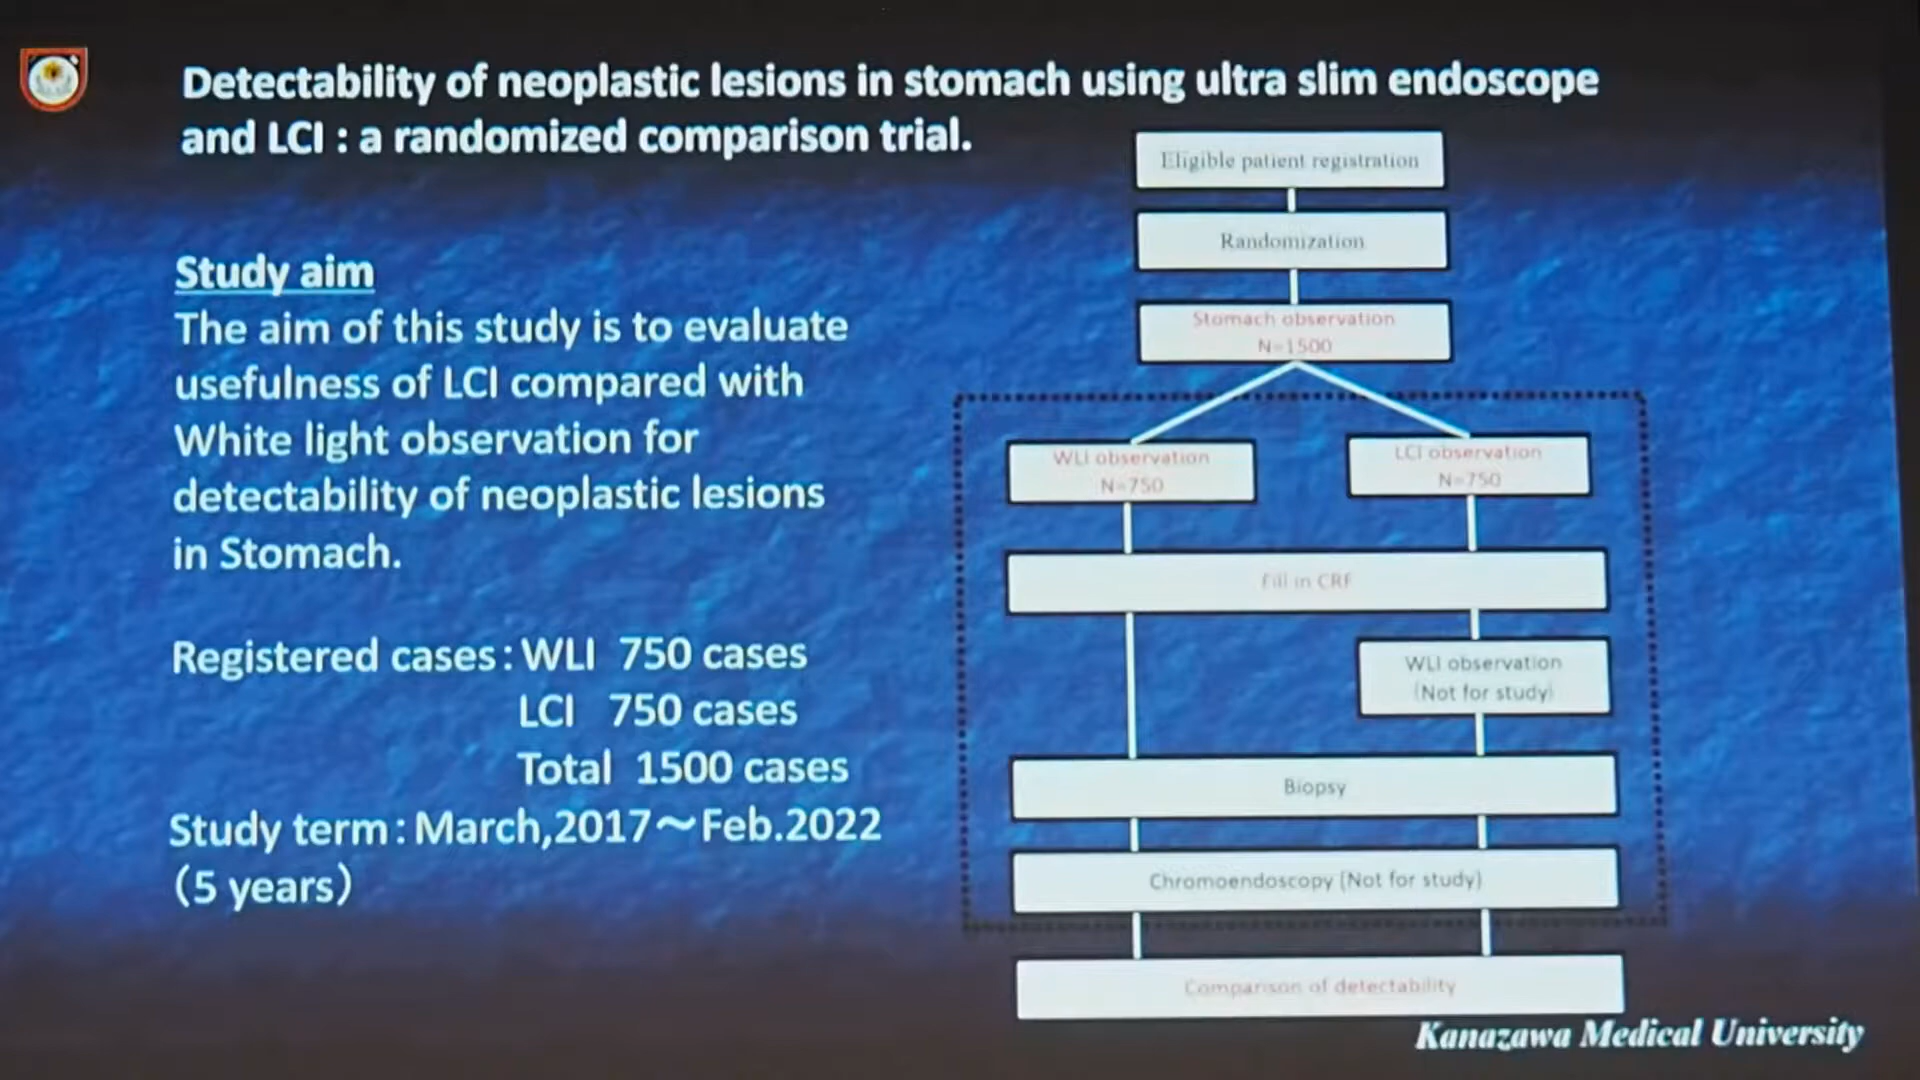 Detectability of neoplastic lesions in stomach using ultra slim endoscope
and LCI : a randomized comparison trial.
Study aim
The aim of this study is to evaluate
usefulness of LCI compared with
White light observation for
detectability of neoplastic lesions
in Stomach.
Registered cases : WLI 750 cases
LCI 750 cases
Total 1500 cases
Study term : March,2017～Feb.2022
（5 years）
Eligible patient registration
Randomization
Stomach observation
N=1500
WLI observation
N=750
LCI observation
N=750
Fill in CRF
WLI observation
(Not for study)
Biopsy
Chromoendoscopy (Not for study)
Comparison of detectability
Kanazawa Medical University